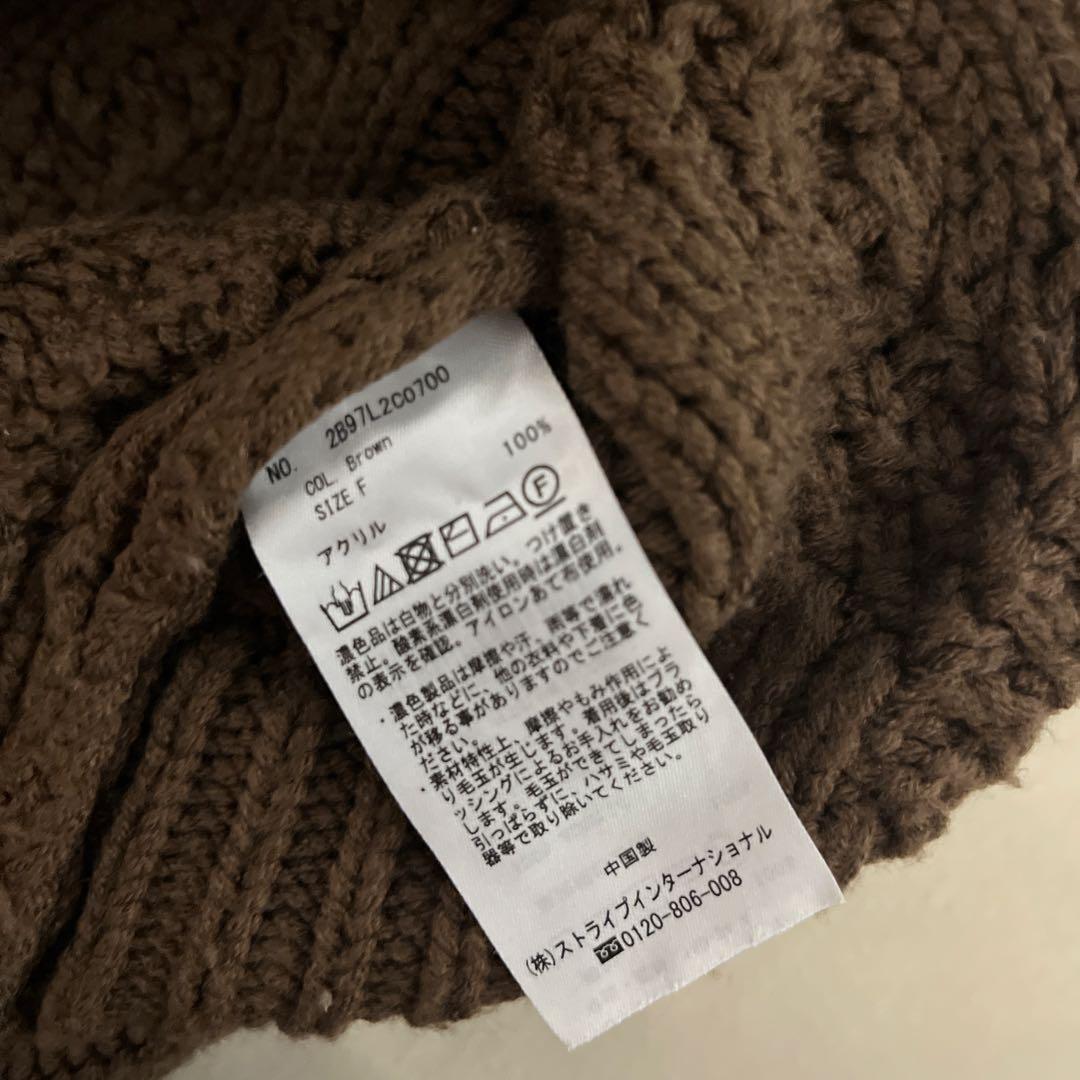 NO. 2B97L2C0700
COL. Brown
SIZE F
アクリル 100%
F
濃色品は白物と分別洗い。つけ置き
禁止。酸素系漂白剤使用時は漂白剤
の表示を確認。アイロンあて布使用。
・濃色製品は摩擦や汗、雨等で濡れ
た時などに、他の衣料や下着に色
が移る事がありますのでご注意く
ださい。
・素材特性上、摩擦やもみ作用によ
り毛玉が生じます。着用後はブラ
ッシングによるお手入れをお勧め
します。毛玉ができてしまったら
引っぱらずに、ハサミや毛玉取り
器等で取り除いてください。
中国製
(株)ストライプインターナショナル
0120-806-008